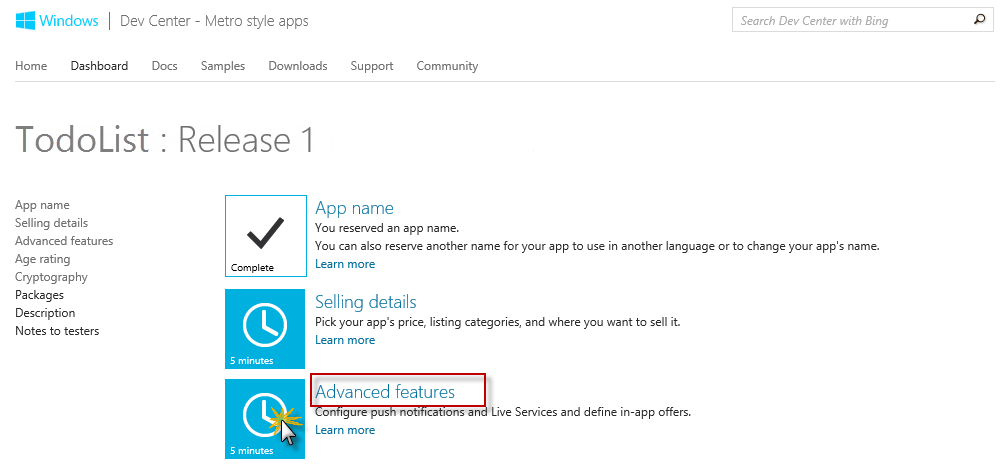 Windows | Dev Center - Metro style apps
Search Dev Center with Bing
Home Dashboard Docs Samples Downloads Support Community
TodoList : Release 1
App name
Selling details
Advanced features
Age rating
Cryptography
Packages
Description
Notes to testers
Complete
App name
You reserved an app name.
You can also reserve another name for your app to use in another language or to change your app's name.
Learn more
5 minutes
Selling details
Pick your app's price, listing categories, and where you want to sell it.
Learn more
5 minutes
Advanced features
Configure push notifications and Live Services and define in-app offers.
Learn more